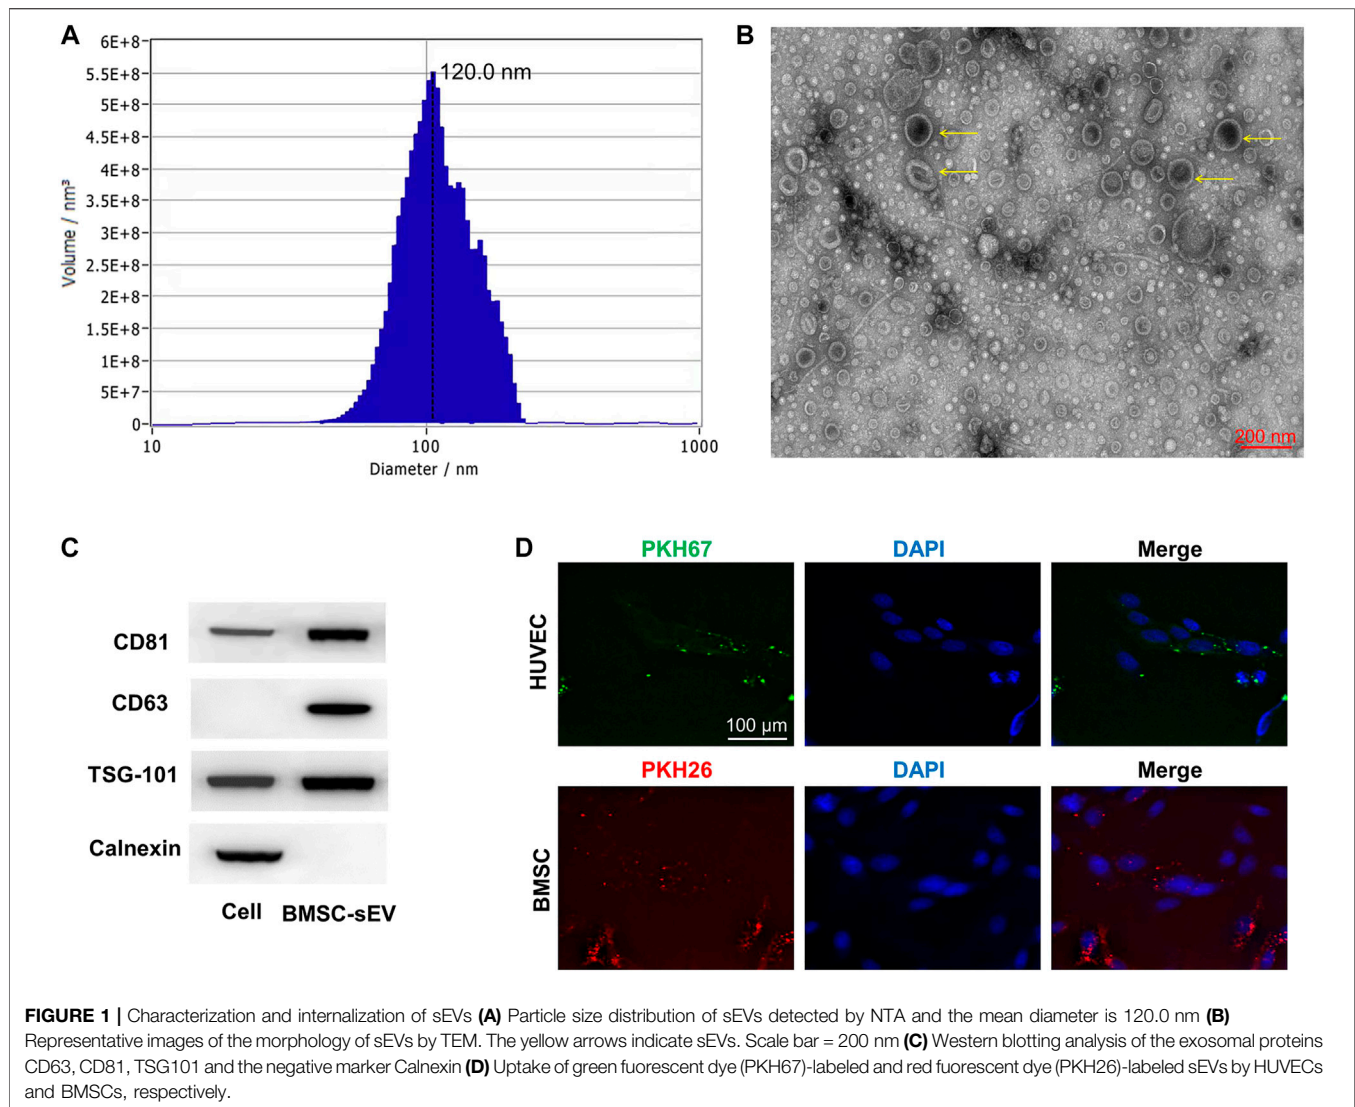 A
6E+8
5.5E+8
5E+8
4.5E+8
4E+8
3.5E+8
3E+8
2.5E+8
2E+8
1.5E+8
1E+8
5E+7
0
Volume / nm³
120.0 nm
10
100
1000
Diameter / nm
B
200 nm
C
CD81
CD63
TSG-101
Calnexin
Cell BMSC-sEV
D
PKH67 DAPI Merge
HUVEC
100 µm
PKH26 DAPI Merge
BMSC
FIGURE 1 | Characterization and internalization of sEVs (A) Particle size distribution of sEVs detected by NTA and the mean diameter is 120.0 nm (B)
Representative images of the morphology of sEVs by TEM. The yellow arrows indicate sEVs. Scale bar = 200 nm (C) Western blotting analysis of the exosomal proteins
CD63, CD81, TSG101 and the negative marker Calnexin (D) Uptake of green fuorescent dye (PKH67)-labeled and red fuorescent dye (PKH26)-labeled sEVs by HUVECs
and BMSCs, respectively.